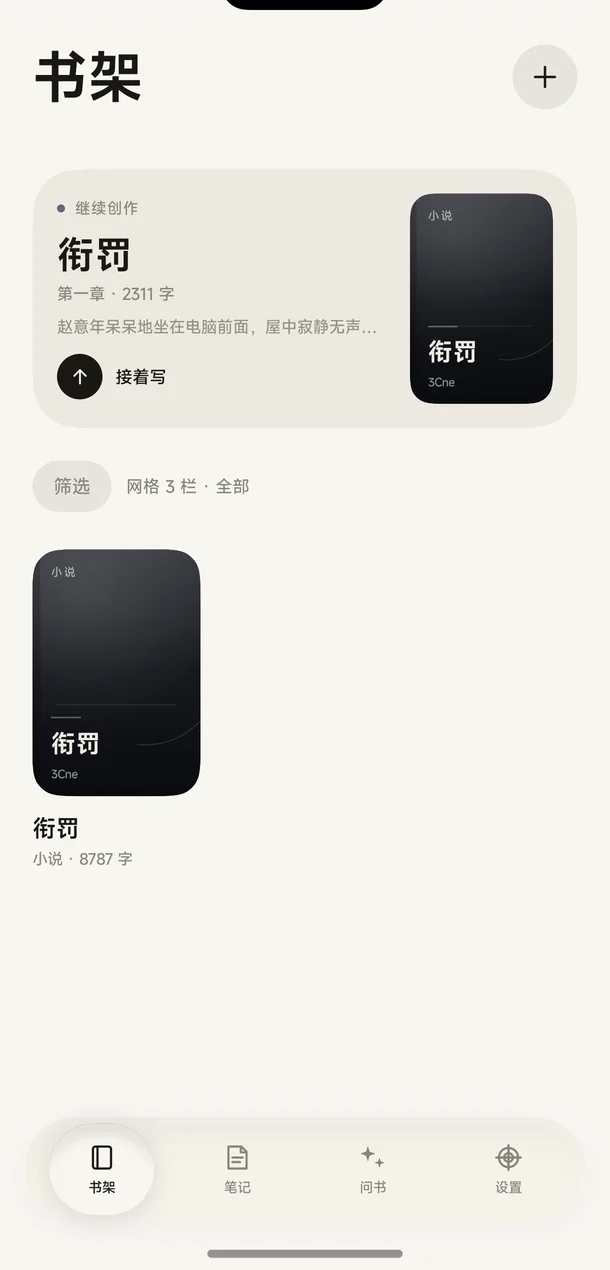 书架
继续创作
衔罚
第一章 · 2311 字
赵意年呆呆地坐在电脑前面，屋中寂静无声...
接着写
小说
衔罚
3Cne
筛选
网格 3 栏 · 全部
小说
衔罚
3Cne
衔罚
小说 · 8787 字
书架
笔记
问书
设置